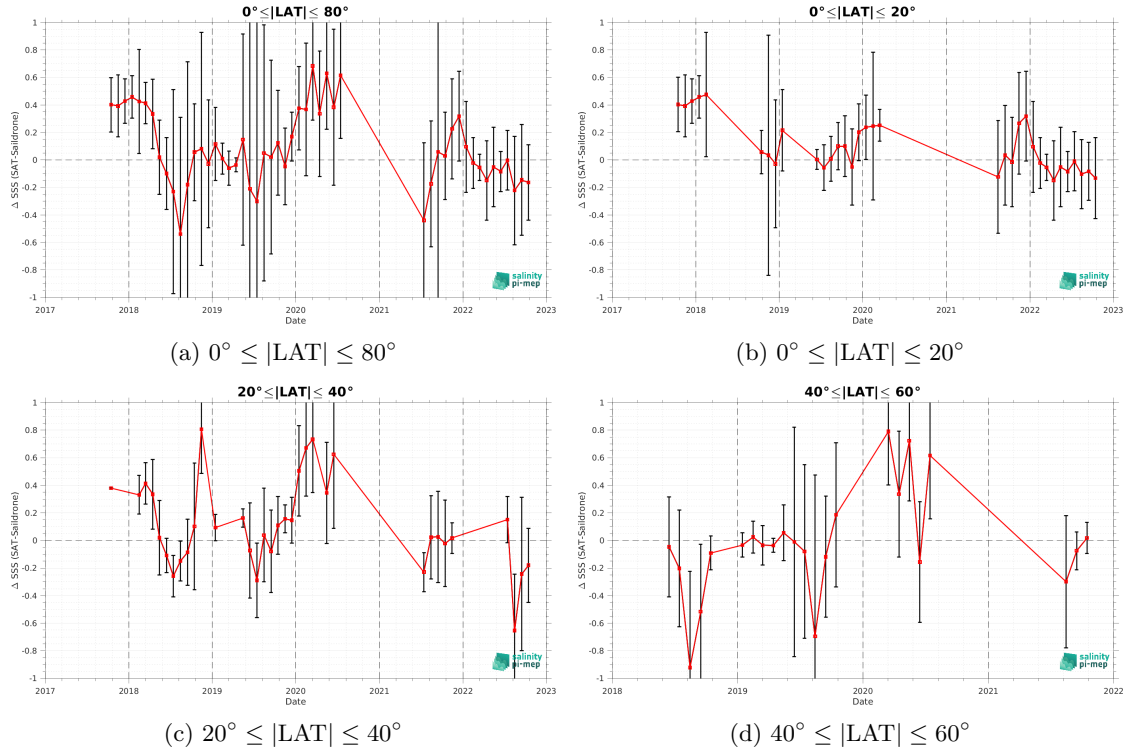 0°≤|LAT|≤ 80°
Δ SSS (SAT-Saildrone)
1
0.8
0.6
0.4
0.2
0
-0.2
-0.4
-0.6
-0.8
-1
2017 2018 2019 2020 2021 2022 2023
Date
salinity
pi-mep
(a) 0° ≤ |LAT| ≤ 80°
0°≤|LAT|≤ 20°
Δ SSS (SAT-Saildrone)
1
0.8
0.6
0.4
0.2
0
-0.2
-0.4
-0.6
-0.8
-1
2017 2018 2019 2020 2021 2022 2023
Date
salinity
pi-mep
(b) 0° ≤ |LAT| ≤ 20°
20°≤|LAT|≤ 40°
Δ SSS (SAT-Saildrone)
1
0.8
0.6
0.4
0.2
0
-0.2
-0.4
-0.6
-0.8
-1
2017 2018 2019 2020 2021 2022 2023
Date
salinity
pi-mep
(c) 20° ≤ |LAT| ≤ 40°
40°≤|LAT|≤ 60°
Δ SSS (SAT-Saildrone)
1
0.8
0.6
0.4
0.2
0
-0.2
-0.4
-0.6
-0.8
-1
2018 2019 2020 2021 2022
Date
salinity
pi-mep
(d) 40° ≤ |LAT| ≤ 60°